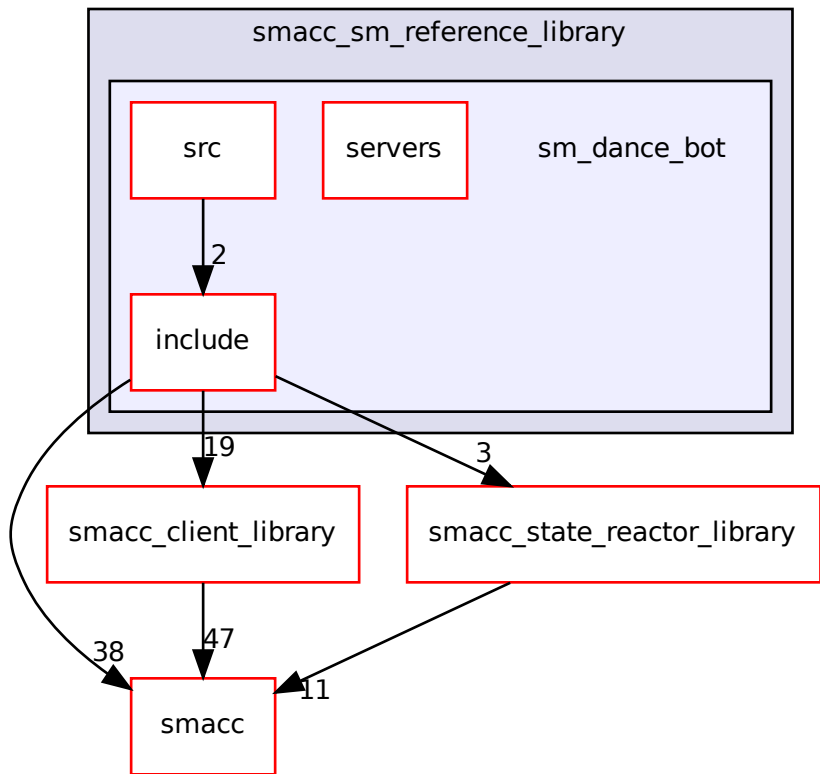 smacc_sm_reference_library
src
servers
sm_dance_bot
2
include
19
3
smacc_client_library
smacc_state_reactor_library
38
47
11
smacc